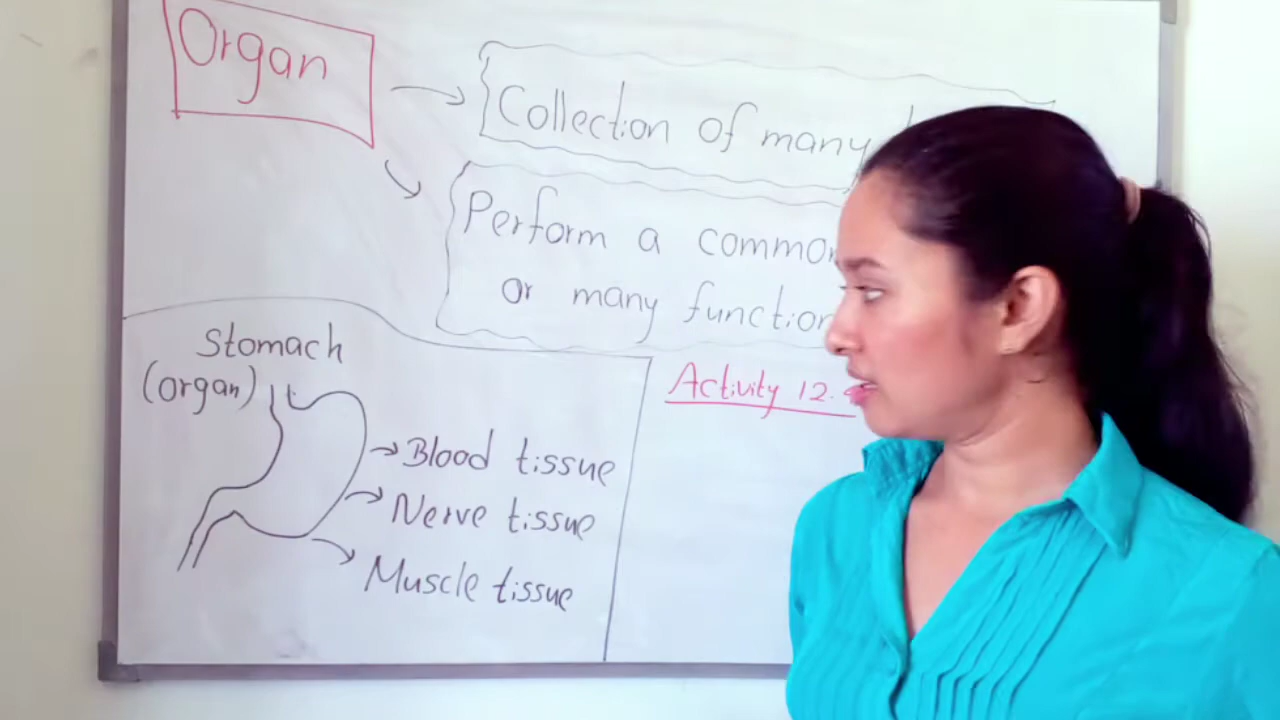 Organ
Collection of many
Perform a common
or many function
Stomach
(organ)
Blood tissue
Nerve tissue
Muscle tissue
Activity 12.